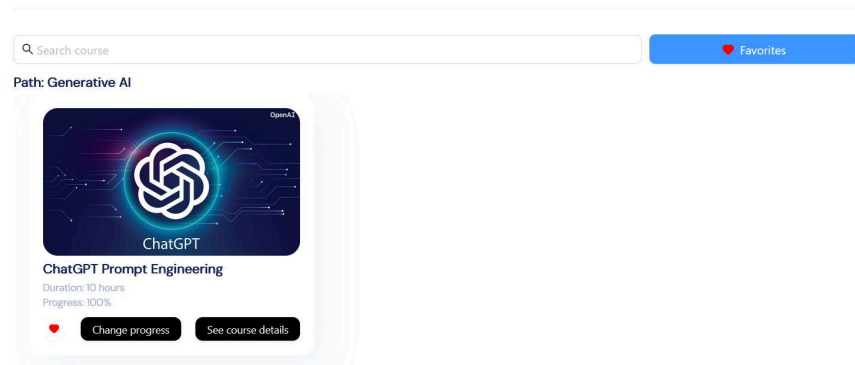 Search course
Favorites
Path: Generative AI
OpenAI
ChatGPT
ChatGPT Prompt Engineering
Duration: 10 hours
Progress: 100%
Change progress
See course details